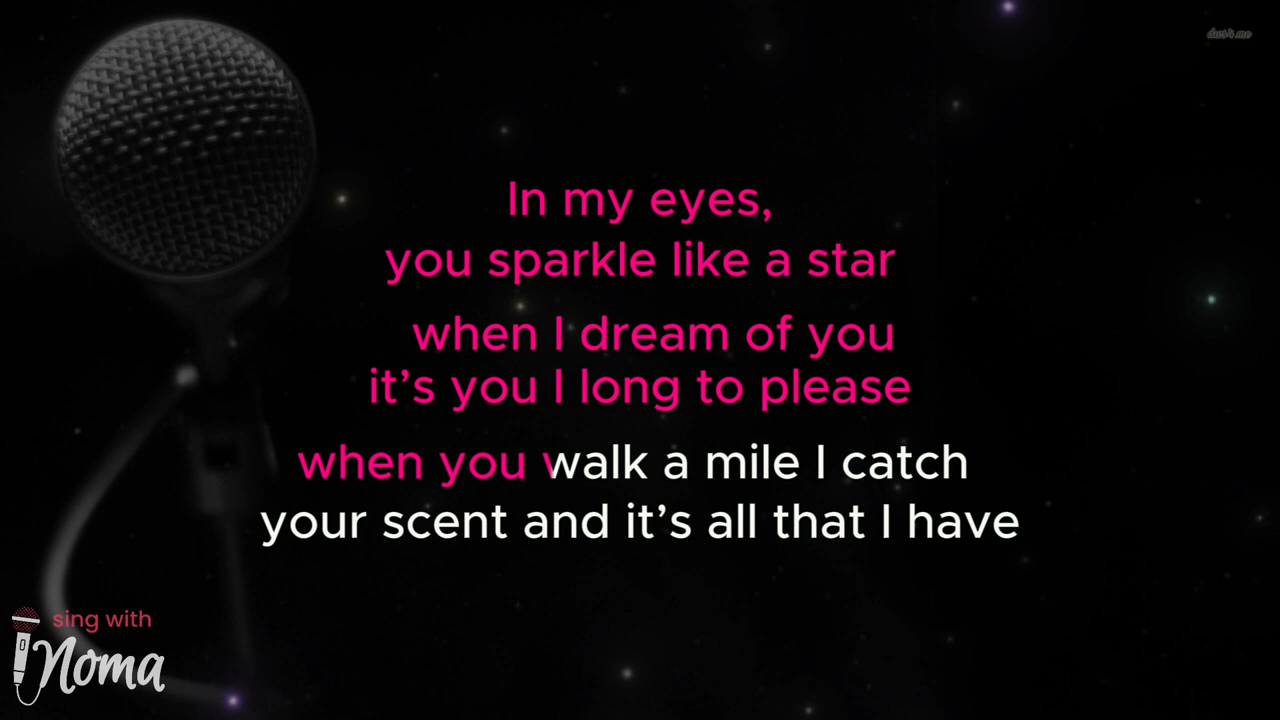 In my eyes,
you sparkle like a star
when I dream of you
it’s you I long to please
when you walk a mile I catch
your scent and it’s all that I have
sing with
Noma